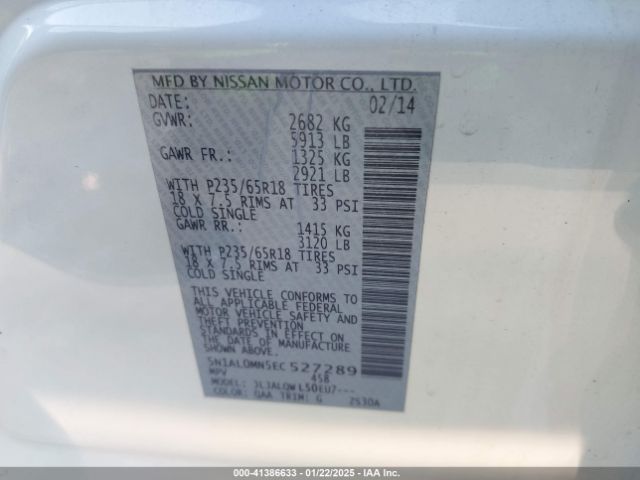 MFD BY NISSAN MOTOR CO., LTD.
DATE: 02/14
GVWR: 2682 KG
5913 LB
GAWR FR.: 1325 KG
2921 LB
WITH P235/65R18 TIRES
18 X 7.5 RIMS AT 33 PSI
COLD SINGLE
GAWR RR.: 1415 KG
3120 LB
WITH P235/65R18 TIRES
18 X 7.5 RIMS AT 33 PSI
COLD SINGLE
THIS VEHICLE CONFORMS TO
ALL APPLICABLE FEDERAL
MOTOR VEHICLE SAFETY AND
THEFT PREVENTION
STANDARDS IN EFFECT ON
THE DATE OF MANUFACTURE
SHOWN ABOVE.
5N1AL0MN5EC527289
MPV 458
MODEL: JLJALQWL50EU7---
COLOR: QAA TRIM: G 2S30A
000-41386633 - 01/22/2025 - IAA Inc.